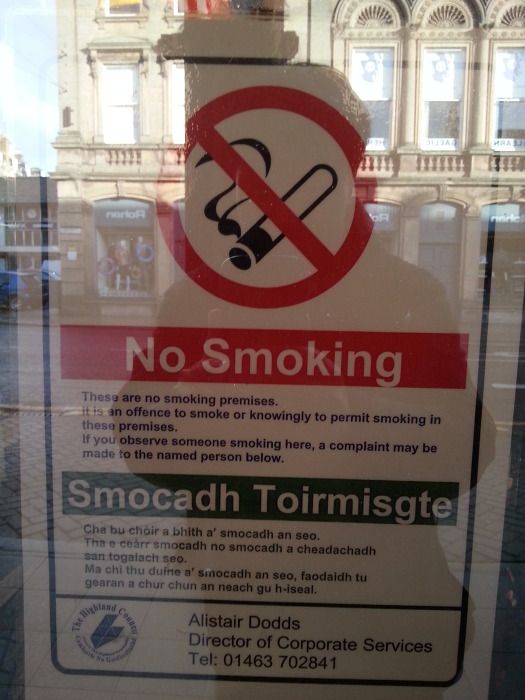 Rohan
No Smoking
These are no smoking premises.
It is an offence to smoke or knowingly to permit smoking in
these premises.
If you observe someone smoking here, a complaint may be
made to the named person below.
Smocadh Toirmisgte
Cha bu chòir a bhith a' smocadh an seo.
Tha e ceàrr smocadh no smocadh a cheadachadh
san togalach seo.
Ma chì thu duine a' smocadh an seo, faodaidh tu
gearan a chur chun an neach gu h-ìseal.
The Highland Council
Alistair Dodds
Director of Corporate Services
Tel: 01463 702841